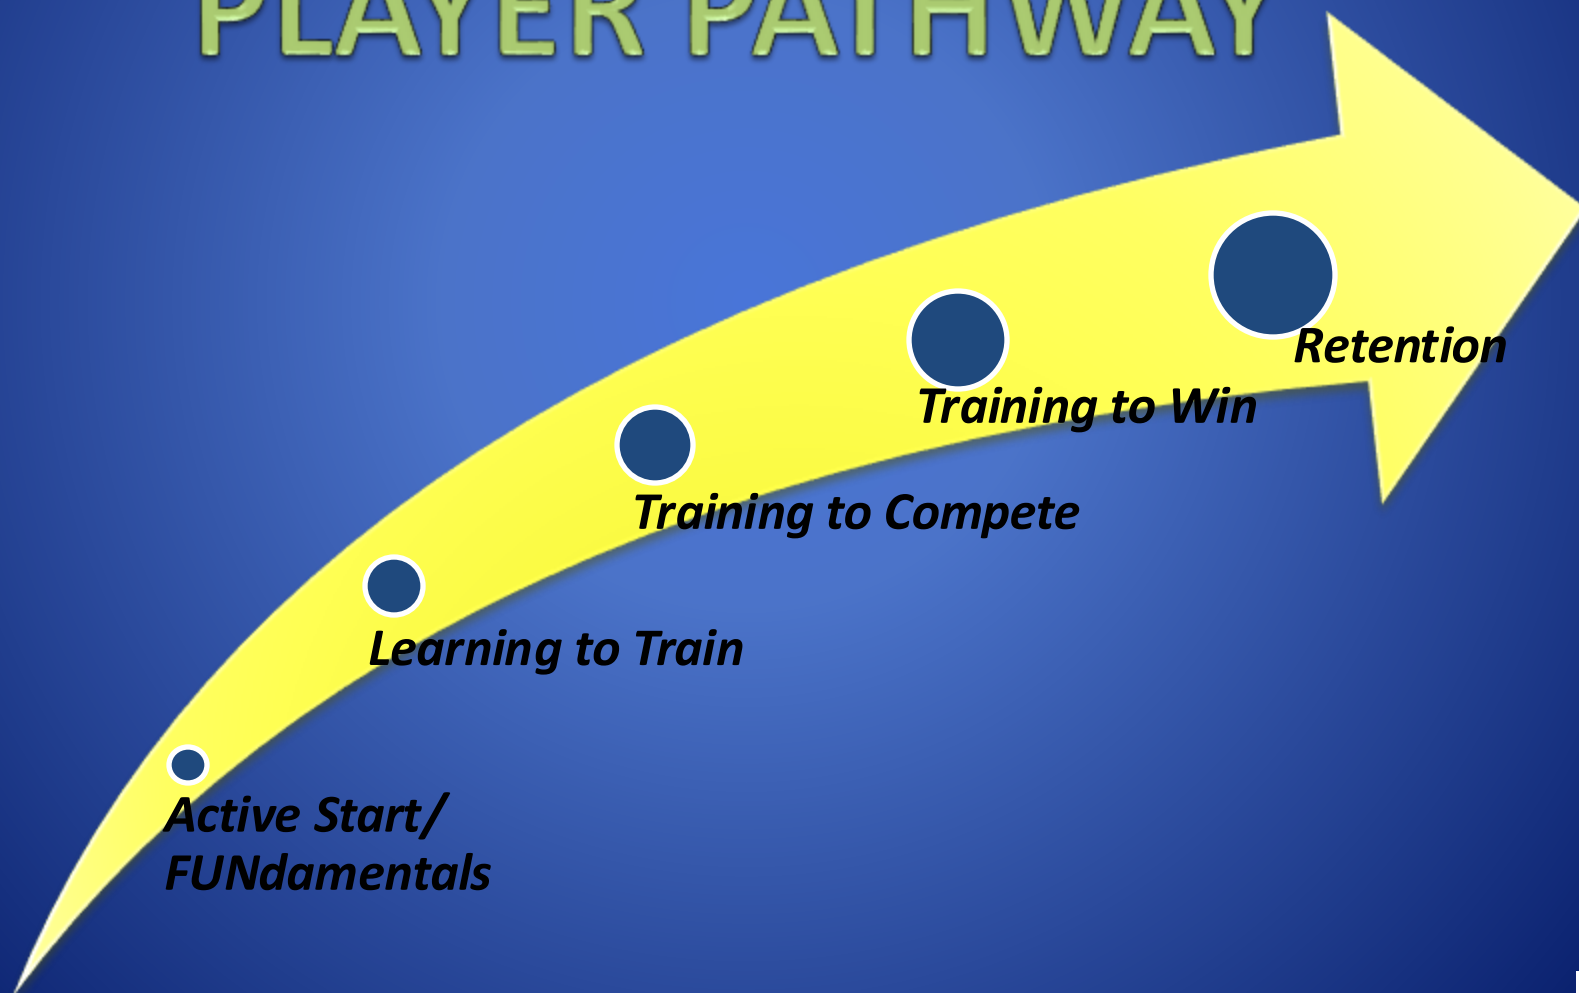 PLAYER PATHWAY
Retention
Training to Win
Training to Compete
Learning to Train
Active Start/
FUNdamentals